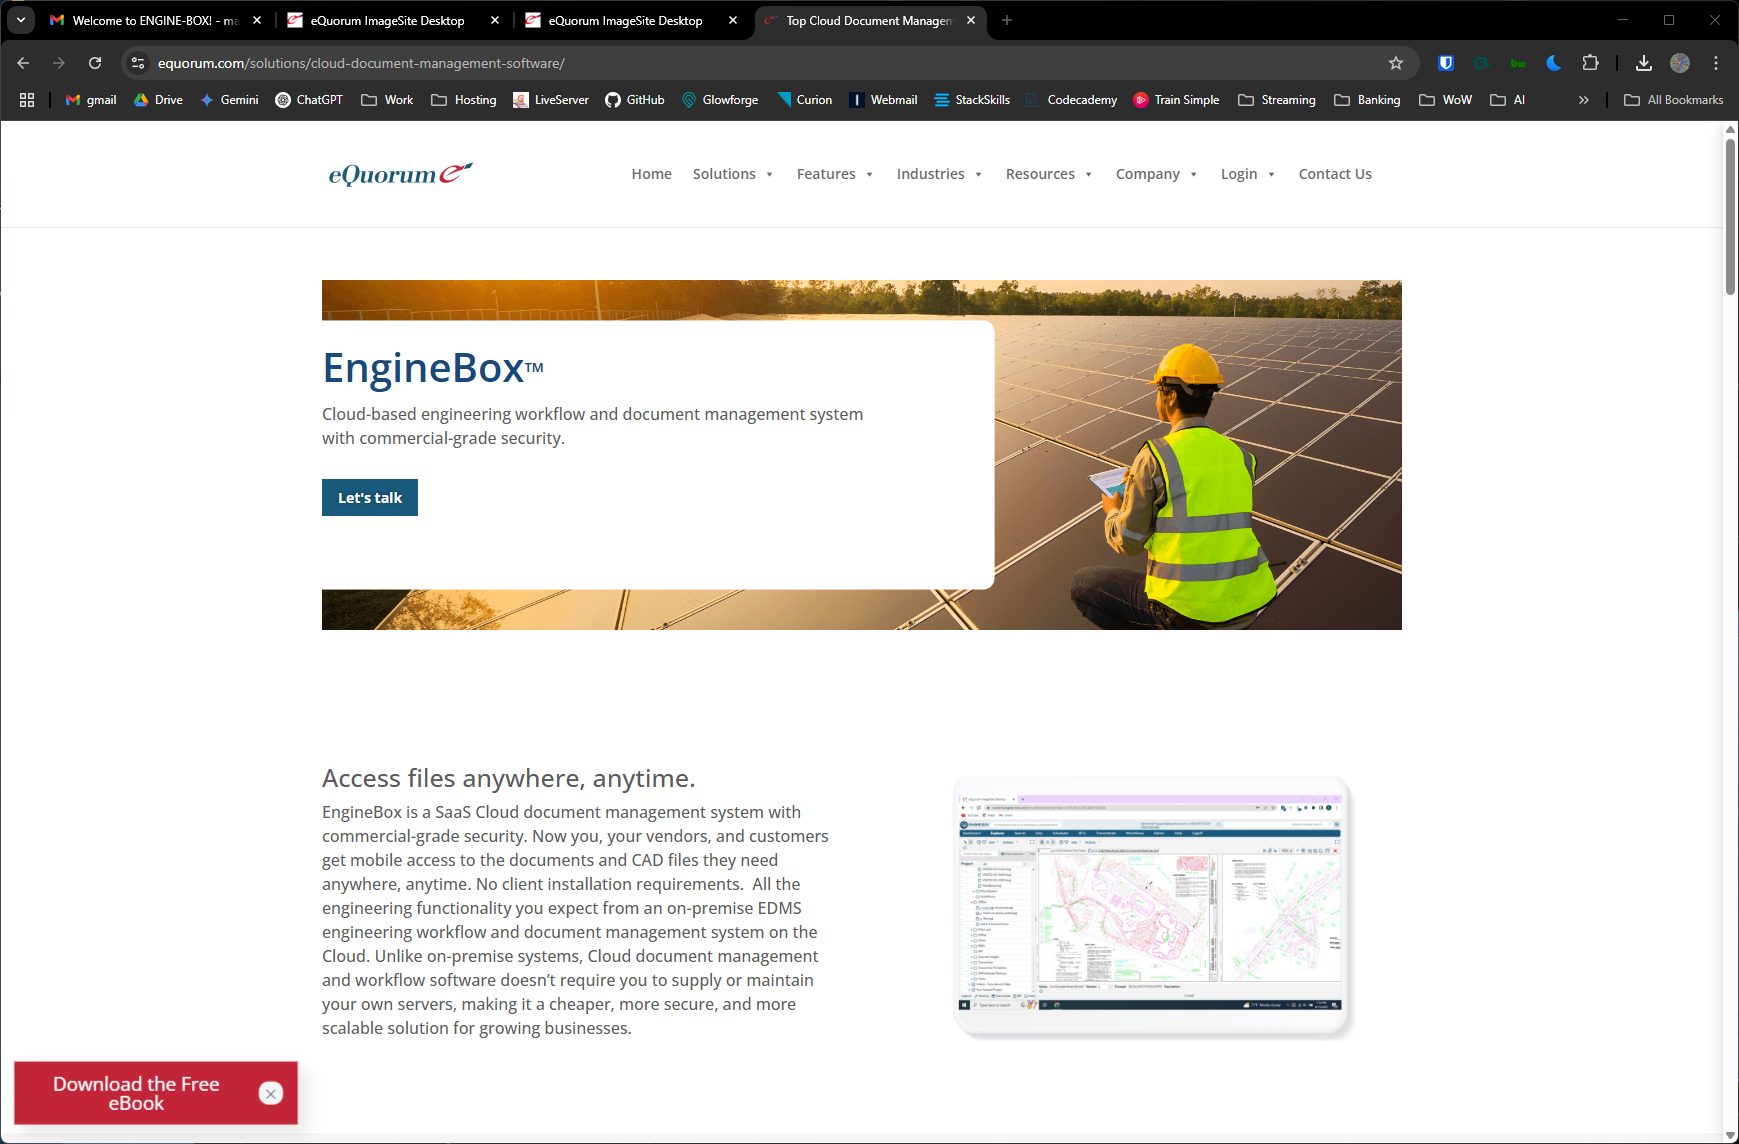 Welcome to ENGINE-BOX! - ma
eQuorum ImageSite Desktop
eQuorum ImageSite Desktop
Top Cloud Document Managem
equorum.com/solutions/cloud-document-management-software/
gmail
Drive
Gemini
ChatGPT
Work
Hosting
LiveServer
GitHub
Glowforge
Curion
Webmail
StackSkills
Codecademy
Train Simple
Streaming
Banking
WoW
AI
All Bookmarks
eQuorum
Home
Solutions
Features
Industries
Resources
Company
Login
Contact Us
EngineBox™
Cloud-based engineering workflow and document management system
with commercial-grade security.
Let's talk
Access files anywhere, anytime.
EngineBox is a SaaS Cloud document management system with
commercial-grade security. Now you, your vendors, and customers
get mobile access to the documents and CAD files they need
anywhere, anytime. No client installation requirements.  All the
engineering functionality you expect from an on-premise EDMS
engineering workflow and document management system on the
Cloud. Unlike on-premise systems, Cloud document management
and workflow software doesn’t require you to supply or maintain
your own servers, making it a cheaper, more secure, and more
scalable solution for growing businesses.
Download the Free
eBook